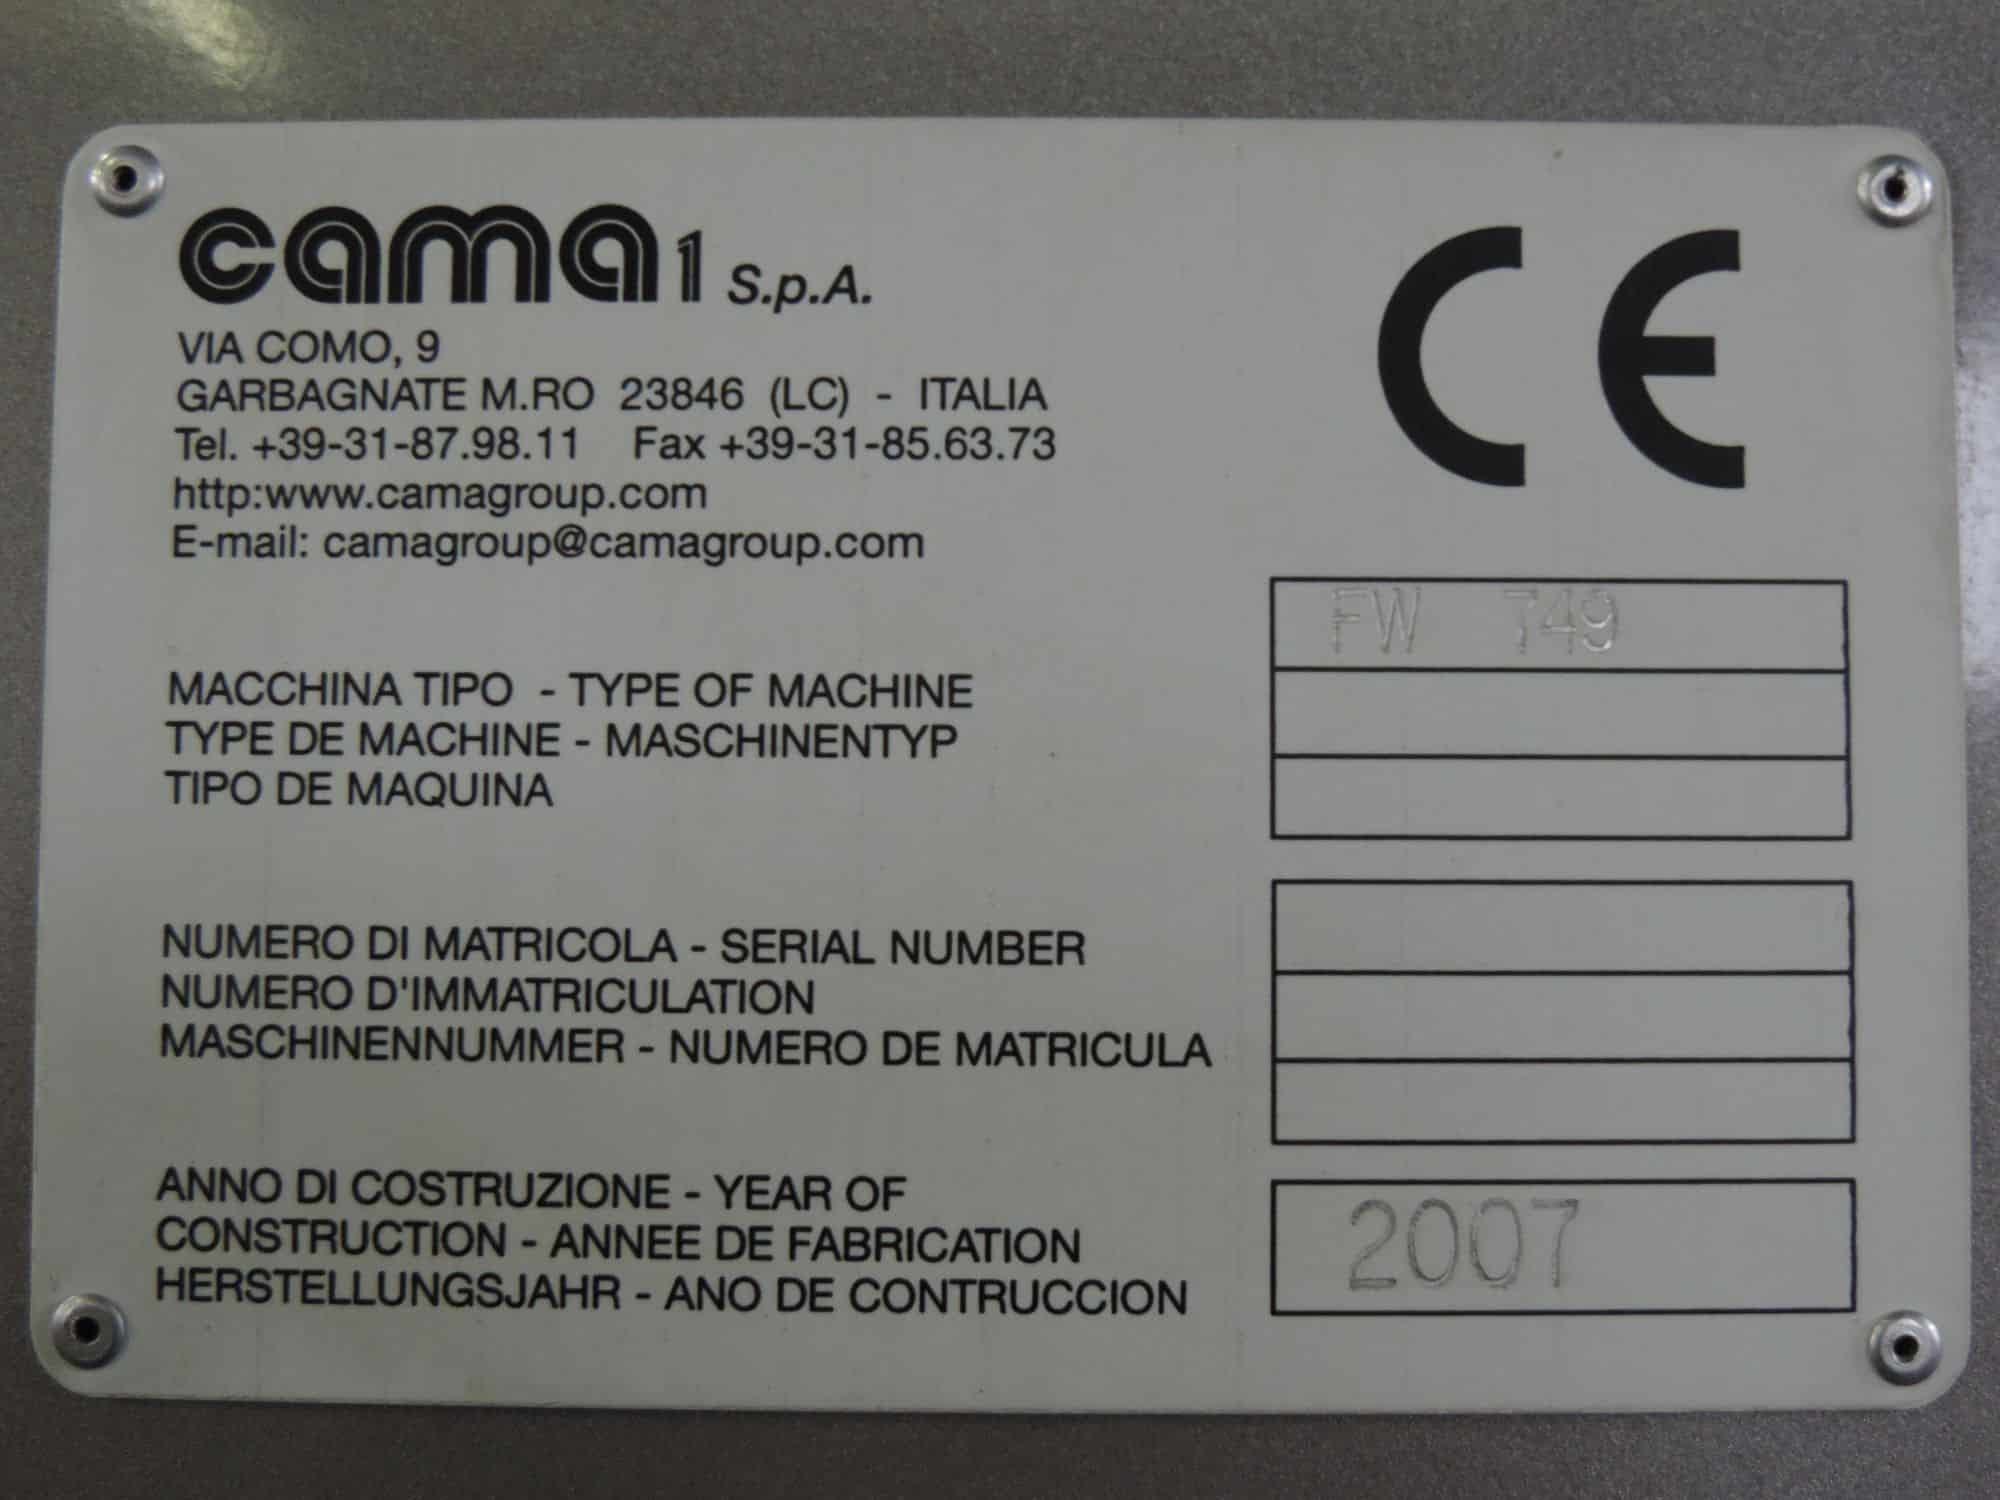 cama 1 S.p.A.
CE
VIA COMO, 9
GARBAGNATE M.RO 23846 (LC) - ITALIA
Tel. +39-31-87.98.11 Fax +39-31-85.63.73
http:www.camagroup.com
E-mail: camagroup@camagroup.com
FW 749
MACCHINA TIPO - TYPE OF MACHINE
TYPE DE MACHINE - MASCHINENTYP
TIPO DE MAQUINA
NUMERO DI MATRICOLA - SERIAL NUMBER
NUMERO D'IMMATRICULATION
MASCHINENNUMMER - NUMERO DE MATRICULA
ANNO DI COSTRUZIONE - YEAR OF
CONSTRUCTION - ANNEE DE FABRICATION
HERSTELLUNGSJAHR - ANO DE CONTRUCCION
2007